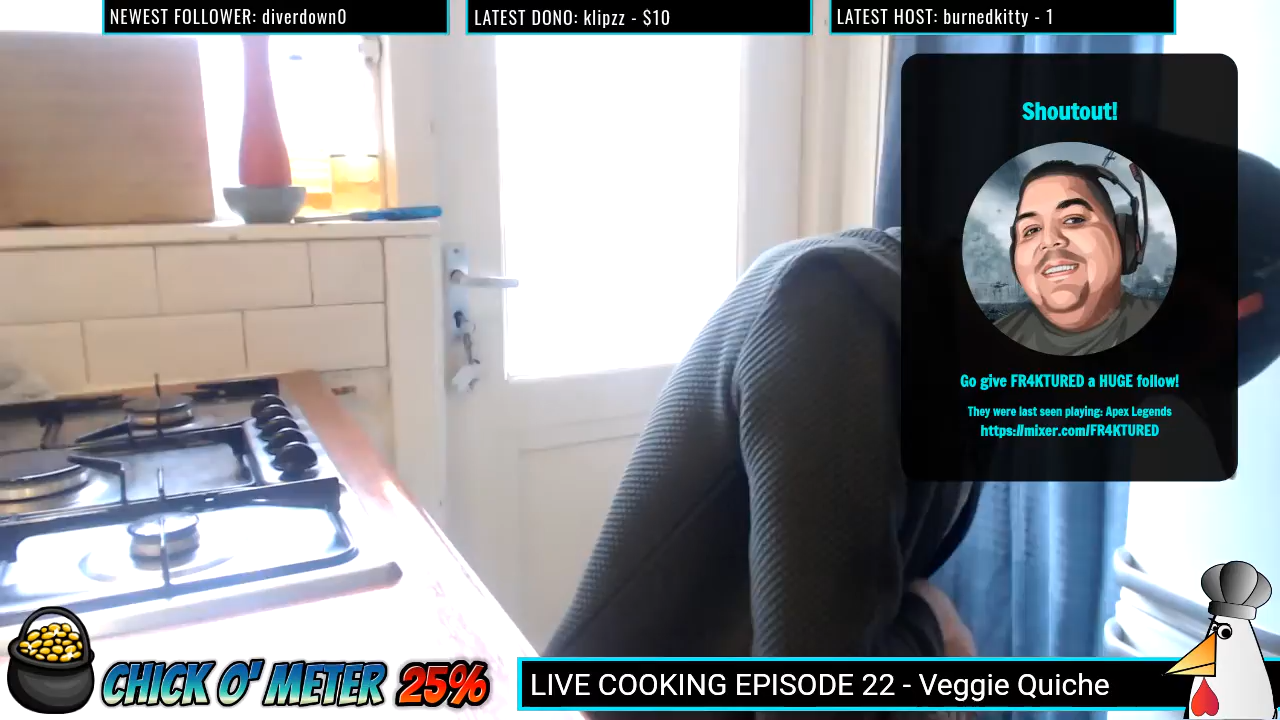 NEWEST FOLLOWER: diverdown0
LATEST DONO: klipzz - $10
LATEST HOST: burnedkitty - 1
Shoutout!
Go give FR4KTURED a HUGE follow!
They were last seen playing: Apex Legends
https://mixer.com/FR4KTURED
CHICK O' METER 25%
LIVE COOKING EPISODE 22 - Veggie Quiche